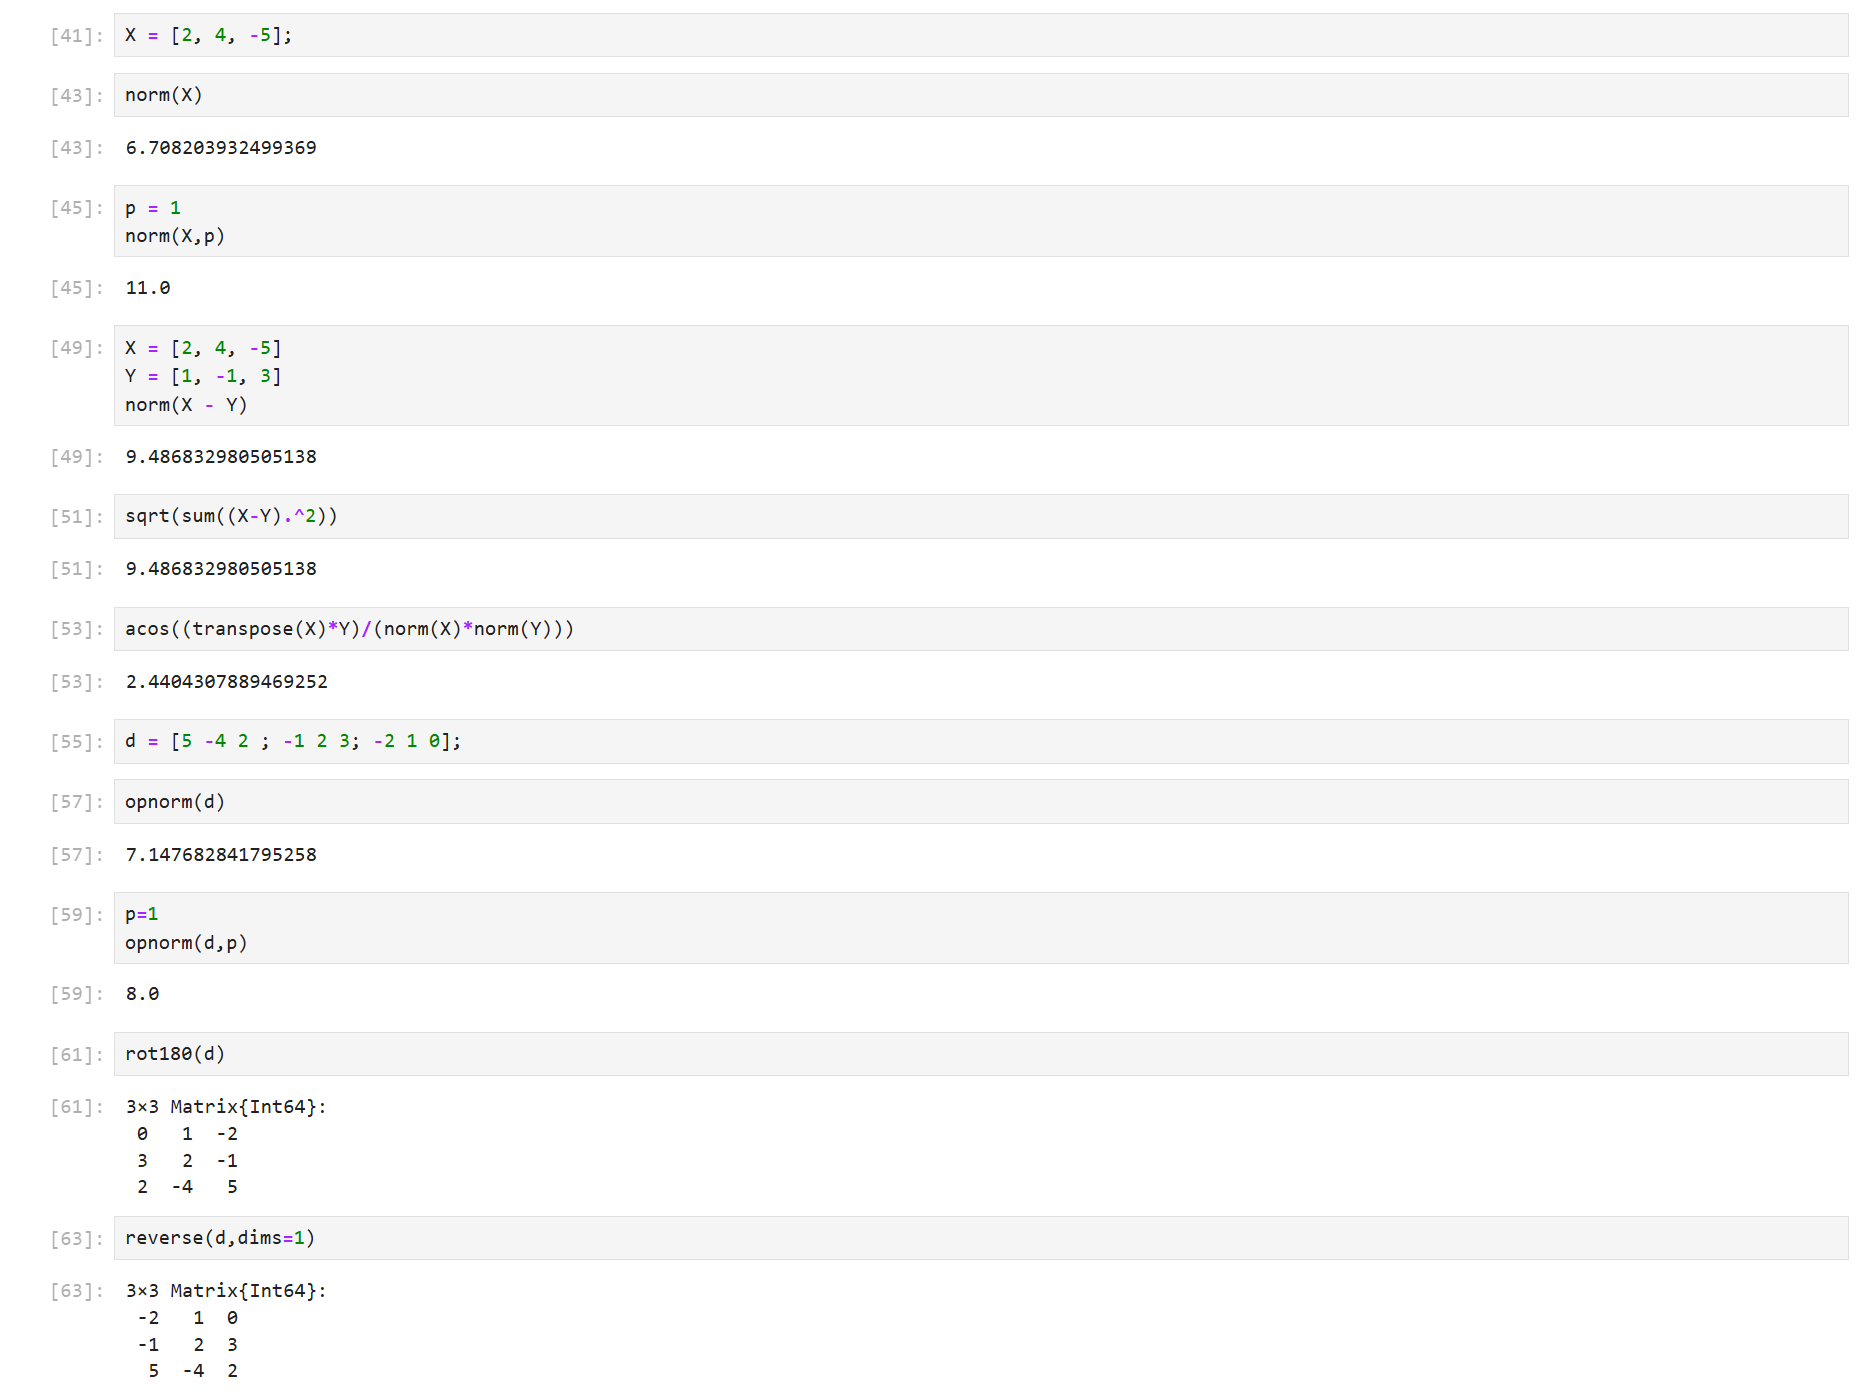 [41]: X = [2, 4, -5];
[43]: norm(X)
[43]: 6.708203932499369
[45]: p = 1
norm(X,p)
[45]: 11.0
[49]: X = [2, 4, -5]
Y = [1, -1, 3]
norm(X - Y)
[49]: 9.486832980505138
[51]: sqrt(sum((X-Y).^2))
[51]: 9.486832980505138
[53]: acos((transpose(X)*Y)/(norm(X)*norm(Y)))
[53]: 2.4404307889469252
[55]: d = [5 -4 2 ; -1 2 3; -2 1 0];
[57]: opnorm(d)
[57]: 7.147682841795258
[59]: p=1
opnorm(d,p)
[59]: 8.0
[61]: rot180(d)
[61]: 3×3 Matrix{Int64}:
0 1 -2
3 2 -1
2 -4 5
[63]: reverse(d,dims=1)
[63]: 3×3 Matrix{Int64}:
-2 1 0
-1 2 3
5 -4 2